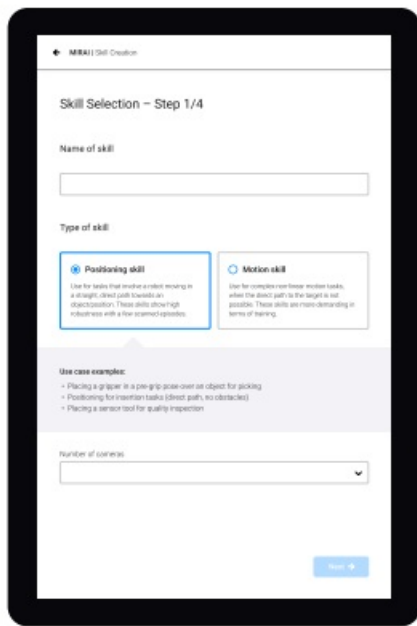 MIRAI | Skill Creation
Skill Selection – Step 1/4
Name of skill
Type of skill
Positioning skill
Use for tasks that involve a robot moving in
a straight, direct path towards an
object/position. These skills show high
robustness with a few scanned episodes.
Motion skill
Use for complex non-linear motion tasks,
when the direct path to the target is not
possible. These skills are more demanding in
terms of training.
Use case examples:
• Placing a gripper in a pre-grip pose over an object for picking
• Positioning for insertion tasks (direct path, no obstacles)
• Placing a sensor tool for quality inspection
Number of cameras
Next